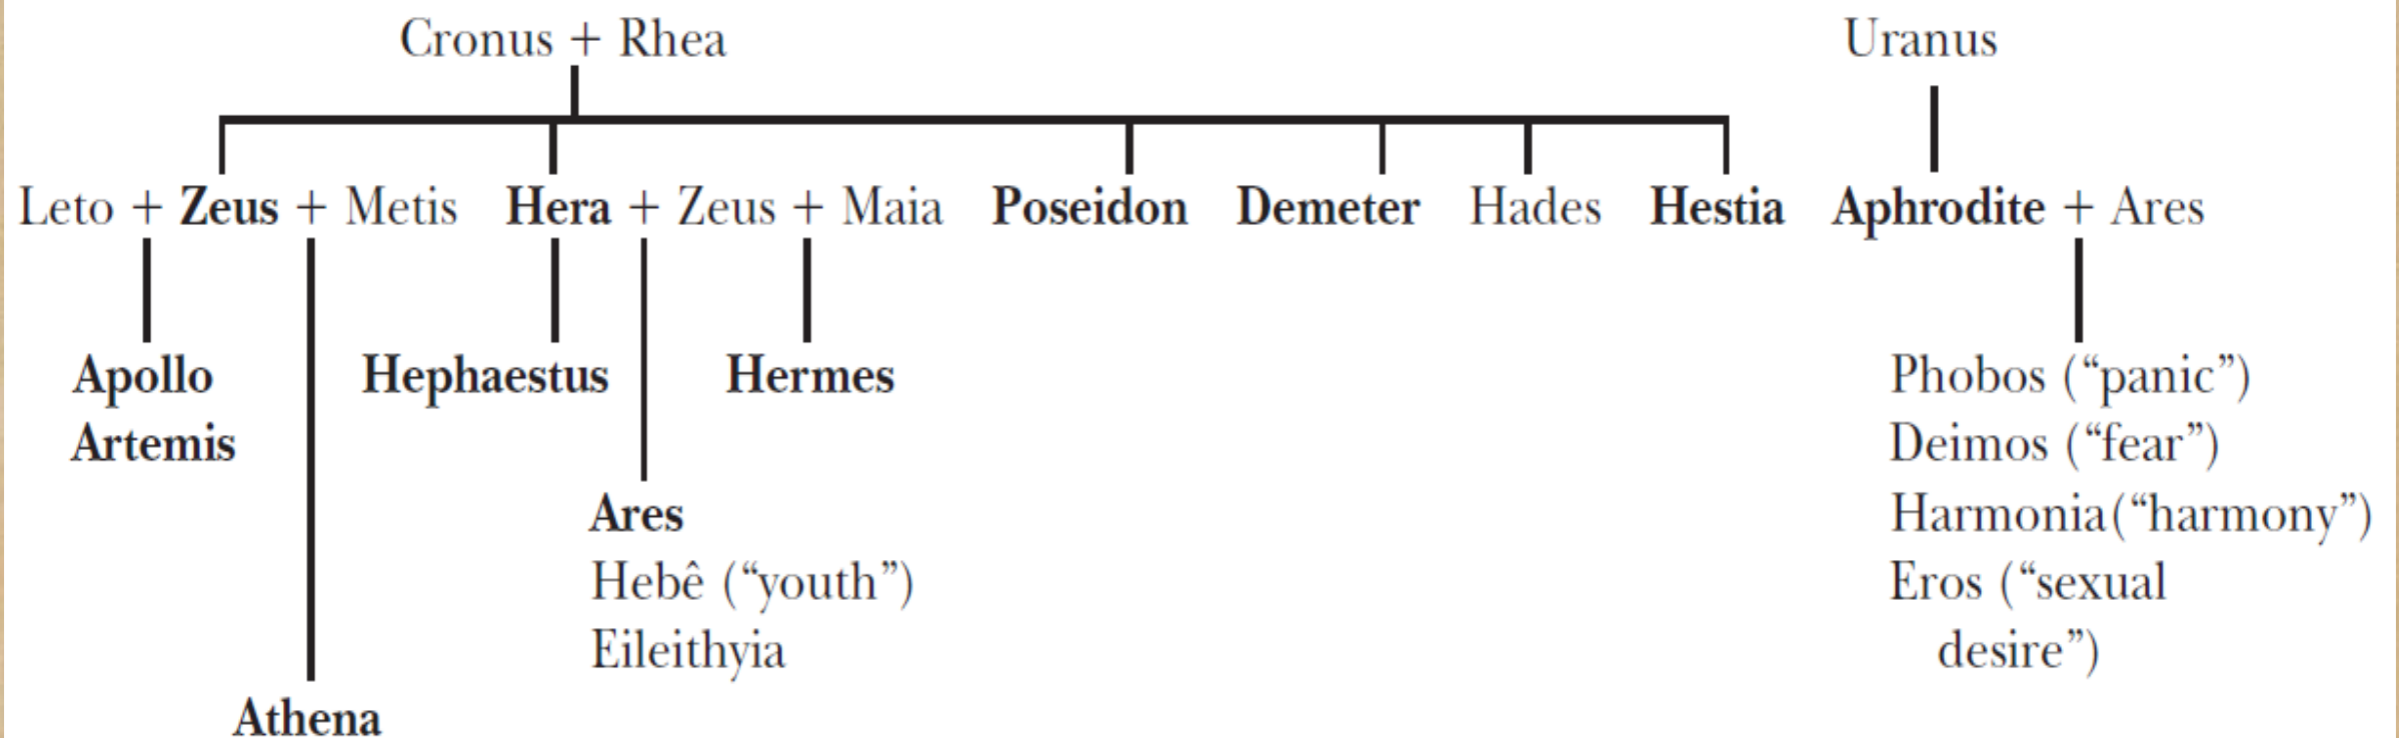 Cronus + Rhea
Uranus
Leto + Zeus + Metis Hera + Zeus + Maia Poseidon Demeter Hades Hestia Aphrodite + Ares
Apollo Hephaestus Hermes Phobos (“panic”)
Artemis Deimos (“fear”)
Ares Harmonia(“harmony”)
Hebê (“youth”) Eros (“sexual
Eileithyia desire”)
Athena